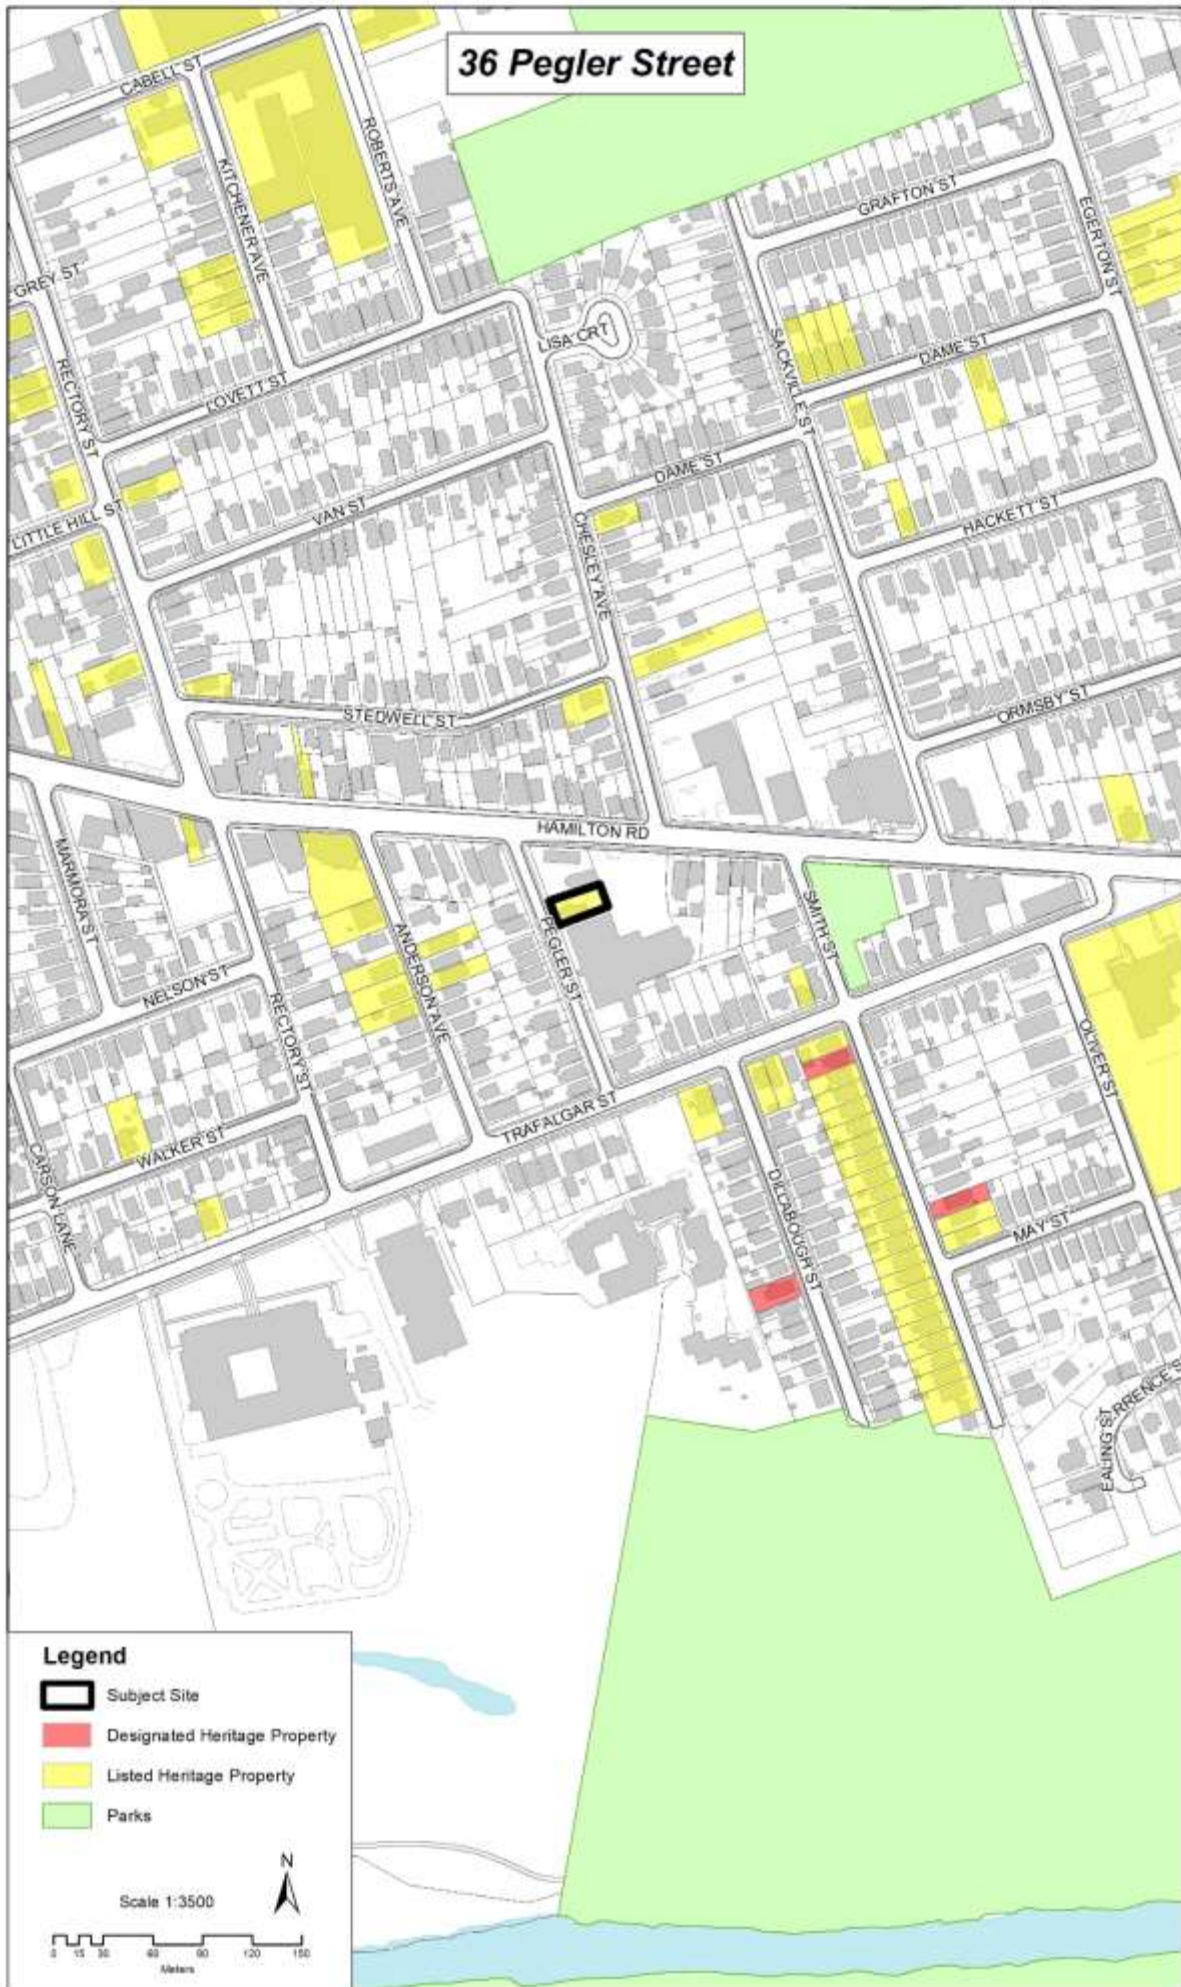 36 Pegler Street
CABELL ST
KITCHENER AVE
ROBERTS AVE
GRAFTON ST
EGERTON ST
GREY ST
LISA CRT
SACKVILLE ST
DAME ST
RECTORY ST
LOVETT ST
DAME ST
LITTLE HILL ST
VAN ST
CHESLEY AVE
HACKETT ST
STEDWELL ST
ORMSBY ST
HAMILTON RD
MARMORA ST
SMITH ST
PEGLER ST
ANDERSON AVE
NELSON ST
RECTORY ST
OLIVER ST
TRAFALGAR ST
WALKER ST
CARSON LANE
DILLABOUGH ST
MAY ST
RRENCE S
EALING ST
Legend
Subject Site
Designated Heritage Property
Listed Heritage Property
Parks
N
Scale 1:3500
0 15 30 60 90 120 150
Meters